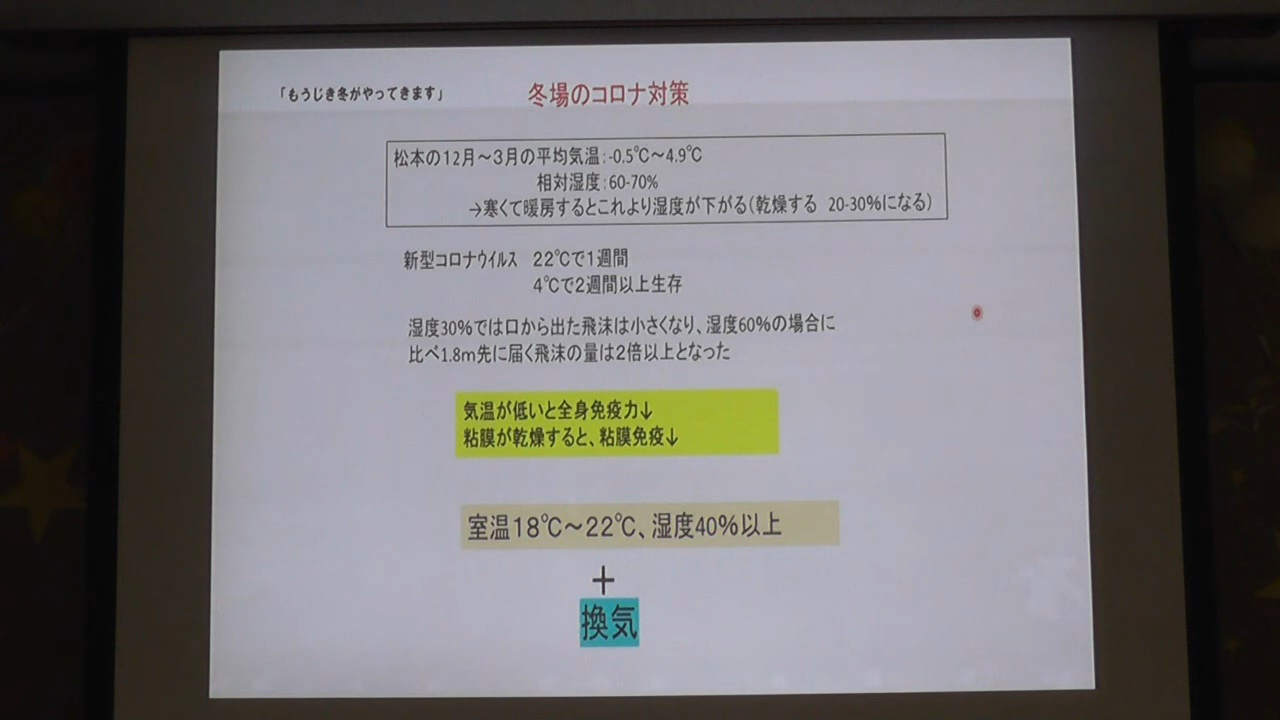 「もうじき冬がやってきます」
冬場のコロナ対策
松本の12月～3月の平均気温：-0.5℃～4.9℃
相対湿度：60-70%
→寒くて暖房するとこれより湿度が下がる（乾燥する 20-30%になる）
新型コロナウイルス 22℃で1週間
4℃で2週間以上生存
湿度30%では口から出た飛沫は小さくなり、湿度60%の場合に
比べ1.8m先に届く飛沫の量は2倍以上となった
気温が低いと全身免疫力↓
粘膜が乾燥すると、粘膜免疫↓
室温18℃～22℃、湿度40%以上
＋
換気